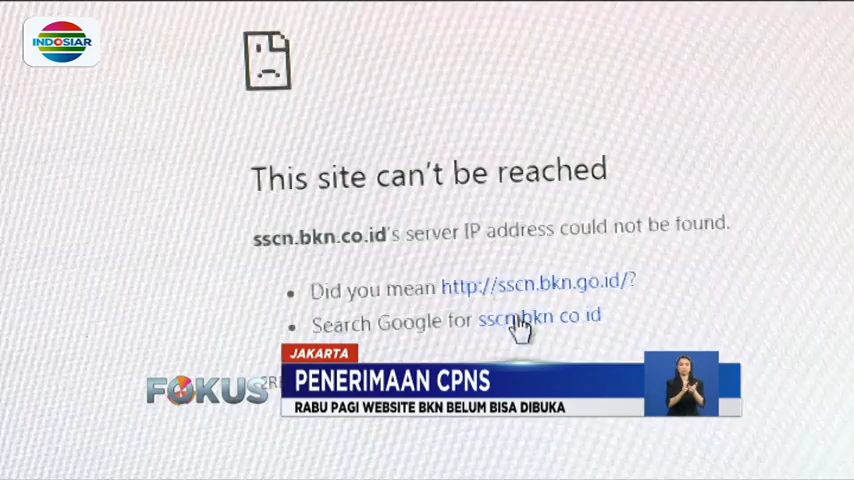 INDOSIAR
This site can't be reached
sscn.bkn.co.id's server IP address could not be found.
Did you mean http://sscn.bkn.go.id/?
Search Google for sscn bkn co id
JAKARTA
FOKUS
PENERIMAAN CPNS
RABU PAGI WEBSITE BKN BELUM BISA DIBUKA